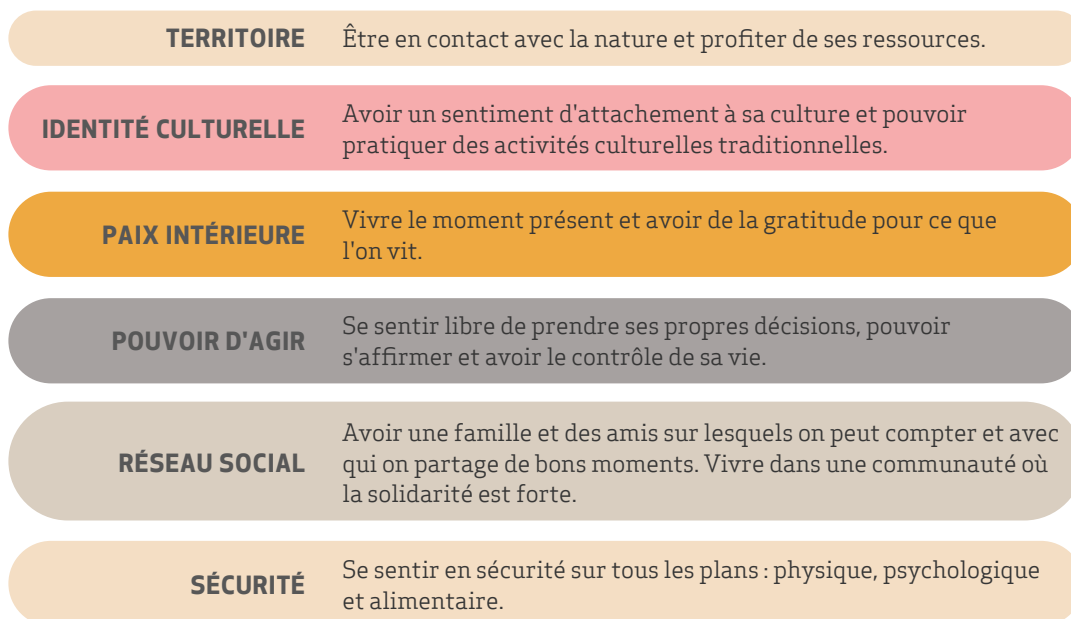 TERRITOIRE Être en contact avec la nature et profiter de ses ressources.
IDENTITÉ CULTURELLE
Avoir un sentiment d'attachement à sa culture et pouvoir
pratiquer des activités culturelles traditionnelles.
PAIX INTÉRIEURE
Vivre le moment présent et avoir de la gratitude pour ce que
l'on vit.
POUVOIR D'AGIR
Se sentir libre de prendre ses propres décisions, pouvoir
s'affirmer et avoir le contrôle de sa vie.
RÉSEAU SOCIAL
Avoir une famille et des amis sur lesquels on peut compter et avec
qui on partage de bons moments. Vivre dans une communauté où
la solidarité est forte.
SÉCURITÉ
Se sentir en sécurité sur tous les plans : physique, psychologique
et alimentaire.